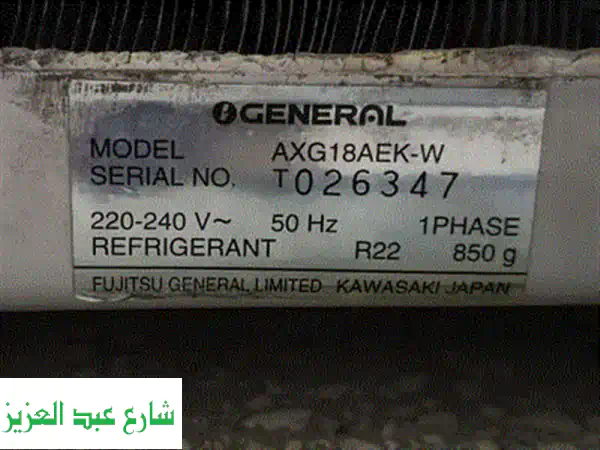 GENERAL
MODEL AXG18AEK-W
SERIAL NO. T026347
220-240 V~ 50 Hz 1PHASE
REFRIGERANT R22 850 g
FUJITSU GENERAL LIMITED KAWASAKI JAPAN
شارع عبد العزيز